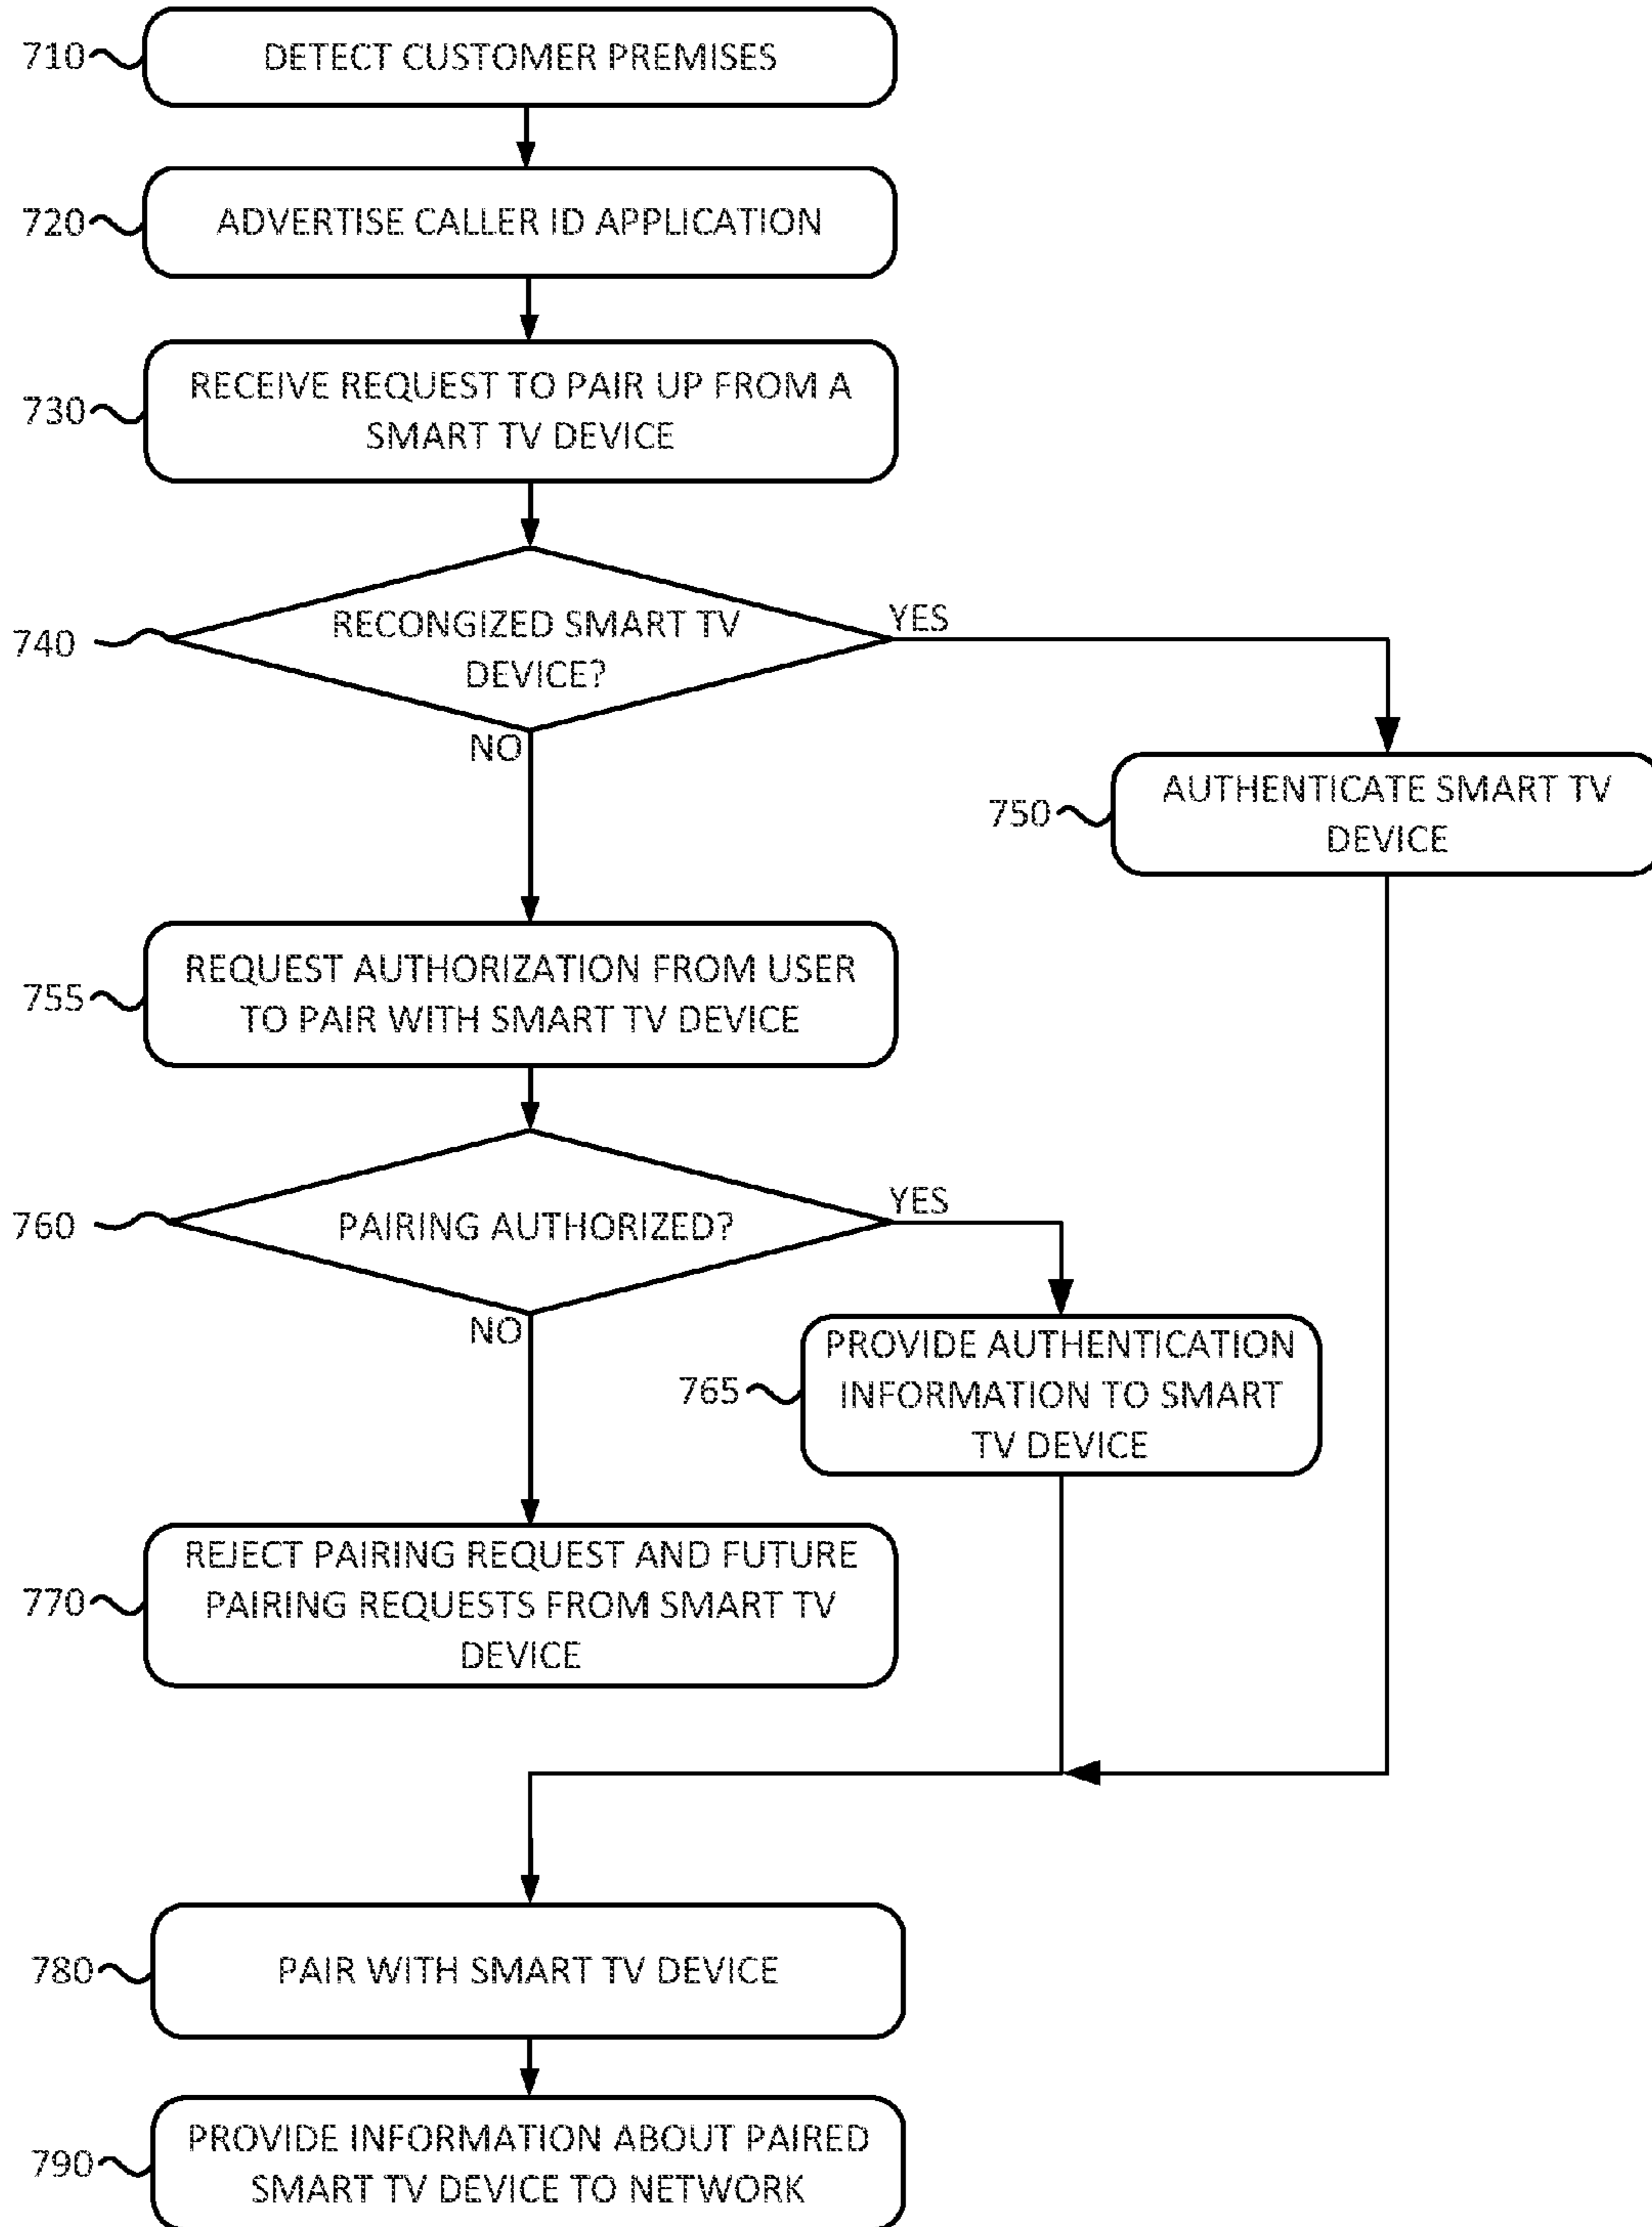 710
DETECT CUSTOMER PREMISES
720
ADVERTISE CALLER ID APPLICATION
730
RECEIVE REQUEST TO PAIR UP FROM A
SMART TV DEVICE
740
RECONGIZED SMART TV
DEVICE?
YES
NO
750
AUTHENTICATE SMART TV
DEVICE
755
REQUEST AUTHORIZATION FROM USER
TO PAIR WITH SMART TV DEVICE
760
PAIRING AUTHORIZED?
YES
NO
765
PROVIDE AUTHENTICATION
INFORMATION TO SMART
TV DEVICE
770
REJECT PAIRING REQUEST AND FUTURE
PAIRING REQUESTS FROM SMART TV
DEVICE
780
PAIR WITH SMART TV DEVICE
790
PROVIDE INFORMATION ABOUT PAIRED
SMART TV DEVICE TO NETWORK